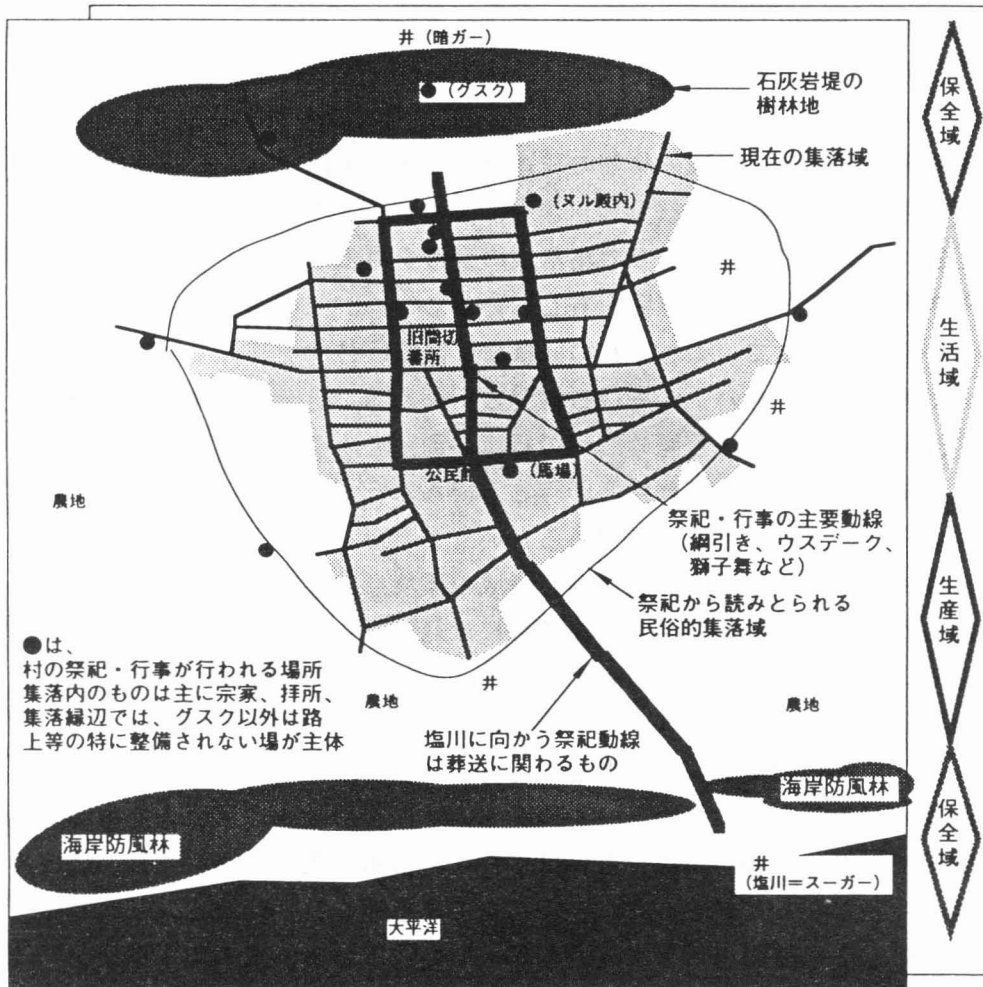 井（暗ガー）
（グスク）
石灰岩堤の
樹林地
現在の集落域
（ヌル殿内）
井
旧間切
番所
井
公民館
（馬場）
農地
祭祀・行事の主要動線
（綱引き、ウスデーク、
獅子舞など）
祭祀から読みとられる
民俗的集落域
●は、
村の祭祀・行事が行われる場所
集落内のものは主に宗家、拝所、
集落縁辺では、グスク以外は路
上等の特に整備されない場が主体
井
農地
農地
塩川に向かう祭祀動線
は葬送に関わるもの
海岸防風林
海岸防風林
井
（塩川＝スーガー）
大平洋
保全域
生活域
生産域
保全域